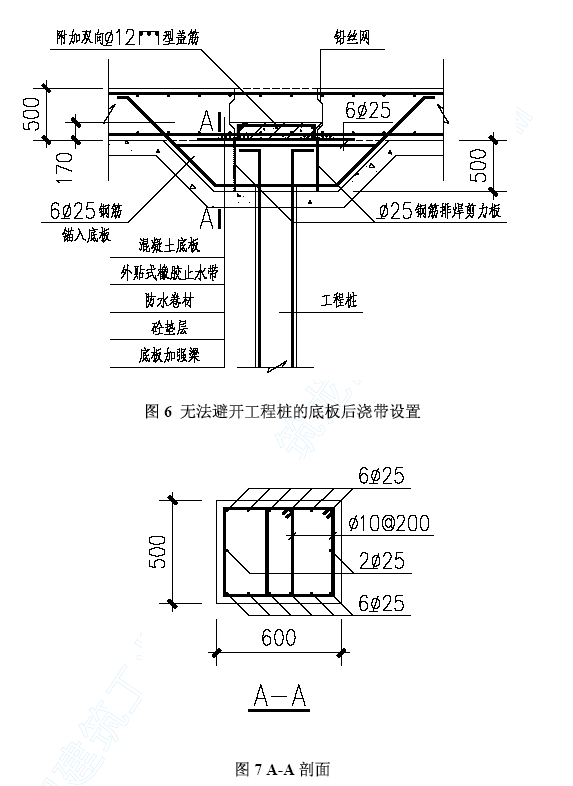 附加双向ϕ12 型盖筋
铅丝网
A
6ϕ25
500
170
500
6ϕ25钢筋
锚入底板
A
ϕ25钢筋排焊剪力板
混凝土底板
外贴式橡胶止水带
防水卷材
砼垫层
底板加强梁
工程桩
图 6 无法避开工程桩的底板后浇带设置
6ϕ25
ϕ10@200
500
2ϕ25
6ϕ25
600
A-A
图 7 A-A 剖面